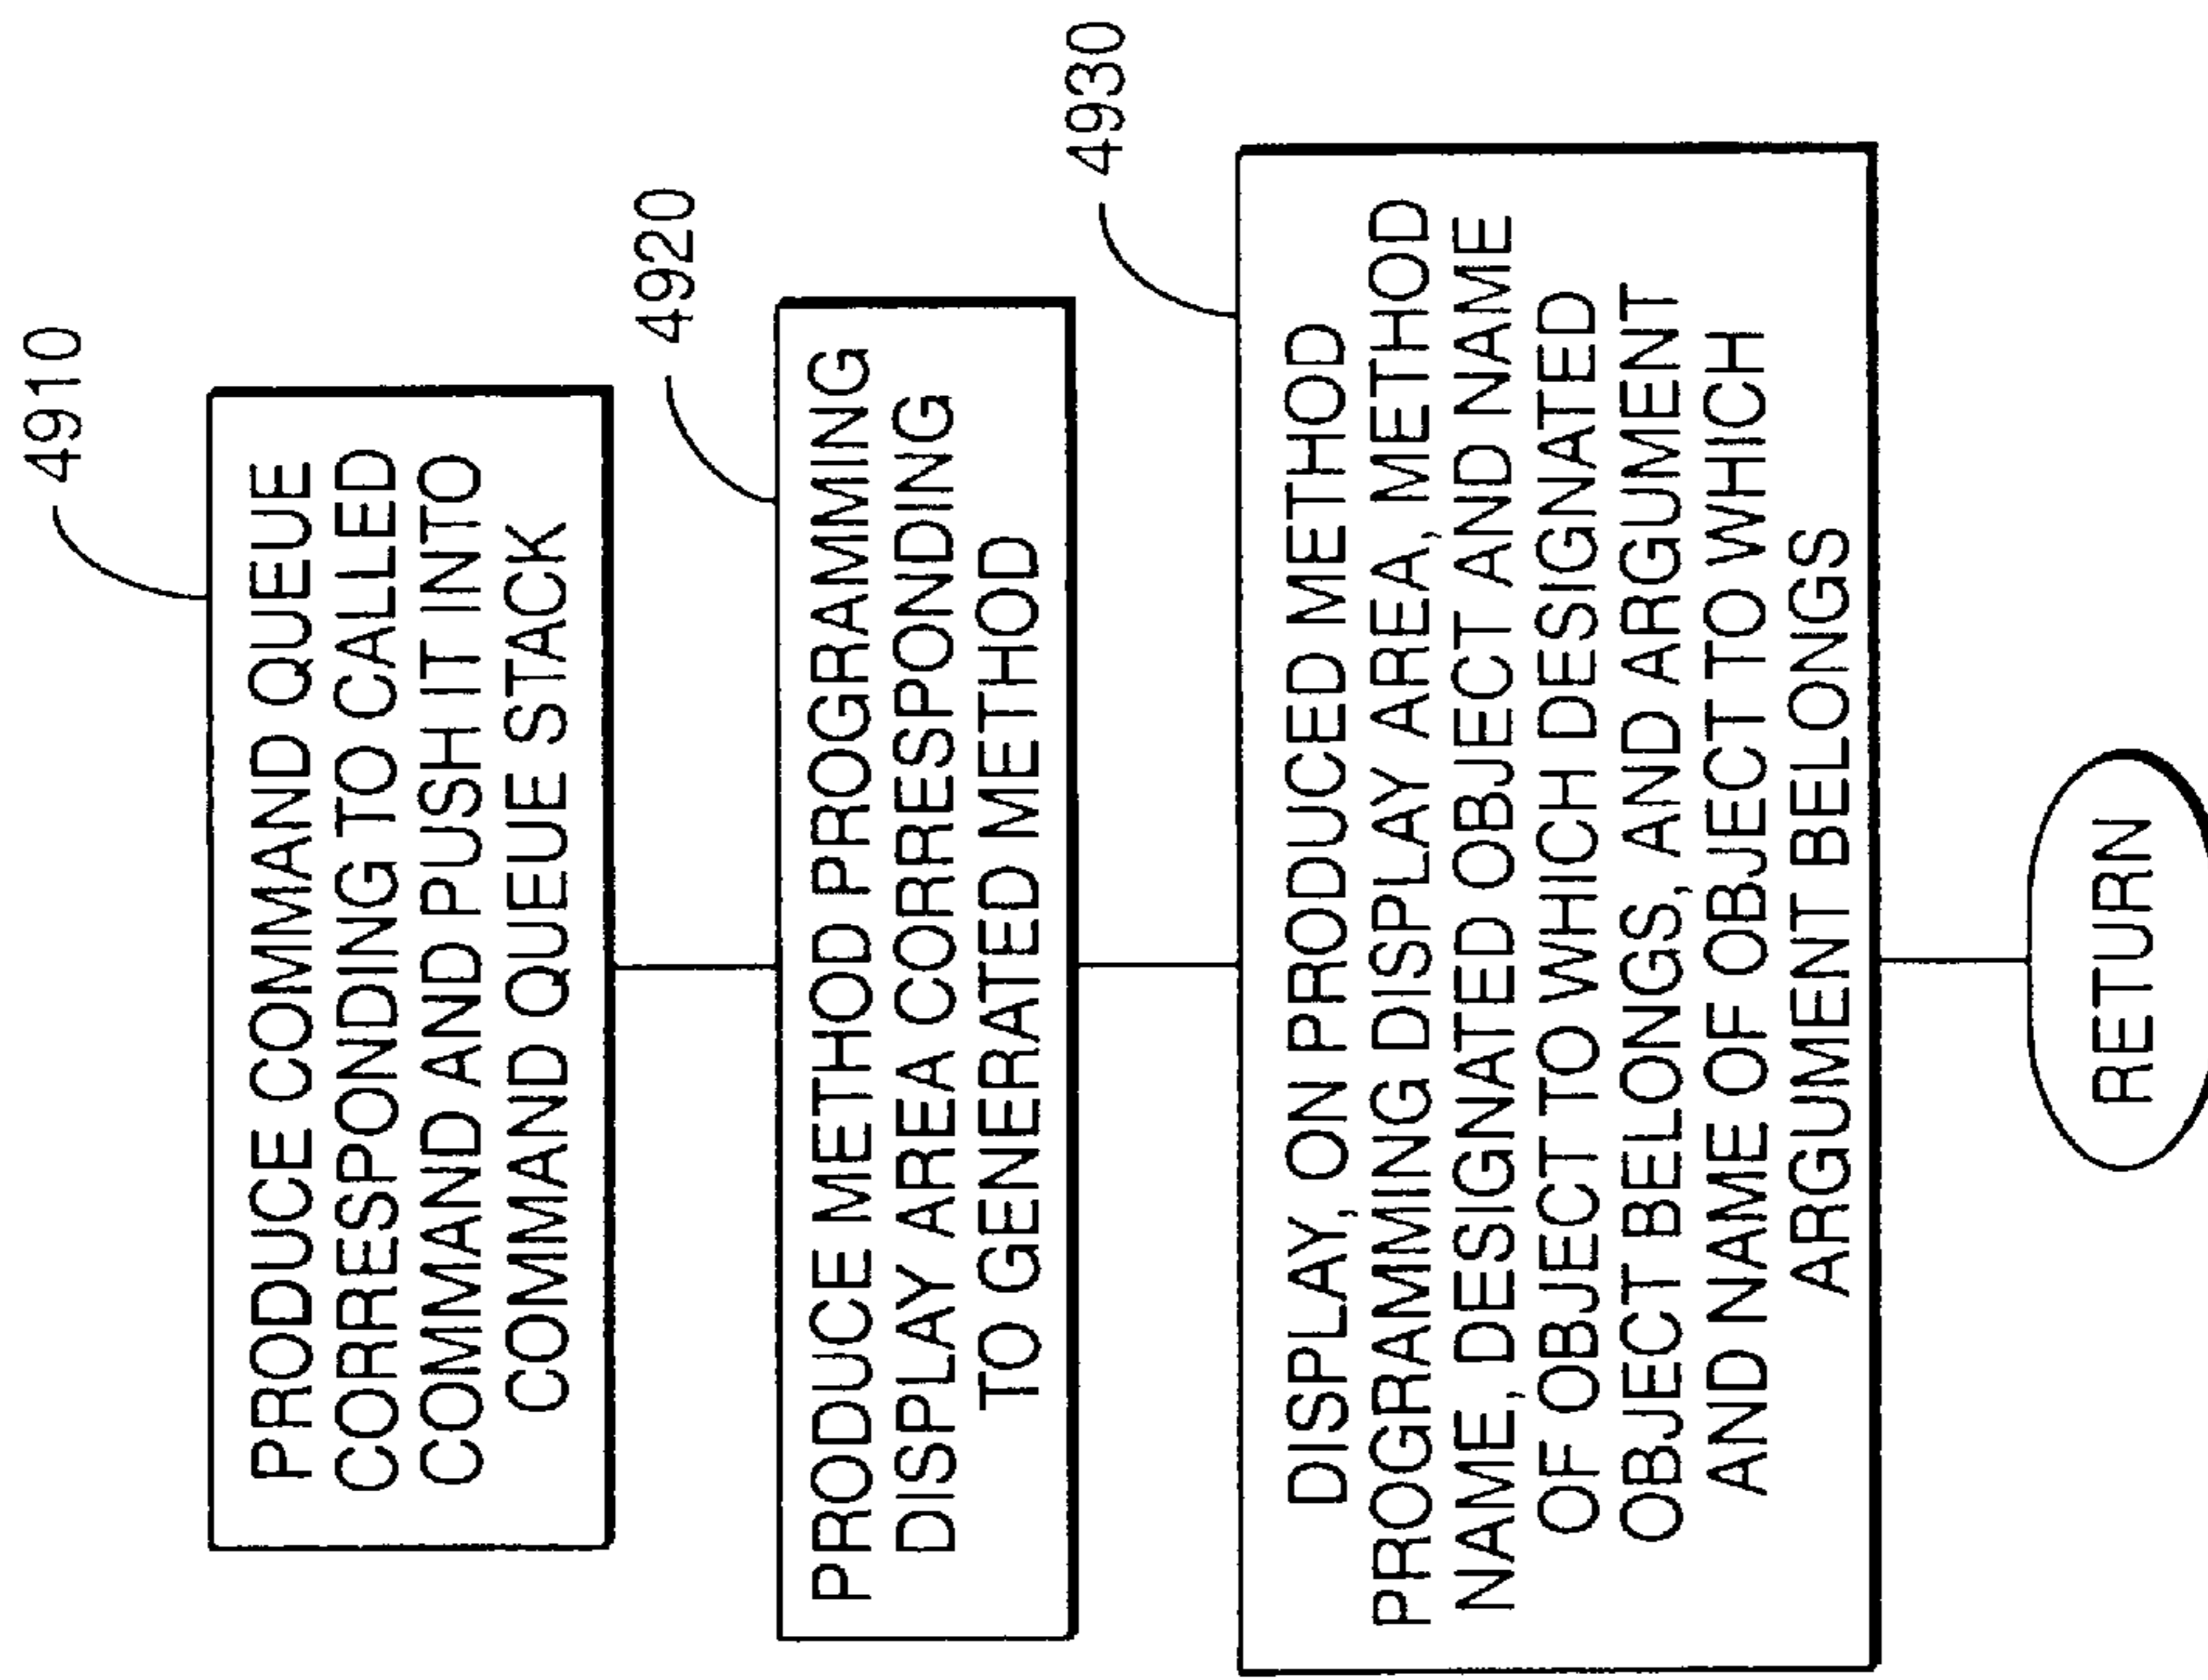 4910
PRODUCE COMMAND QUEUE
CORRESPONDING TO CALLED
COMMAND AND PUSH IT INTO
COMMAND QUEUE STACK
4920
PRODUCE METHOD PROGRAMMING
DISPLAY AREA CORRESPONDING
TO GENERATED METHOD
4930
DISPLAY, ON PRODUCED METHOD
PROGRAMMING DISPLAY AREA, METHOD
NAME, DESIGNATED OBJECT AND NAME
OF OBJECT TO WHICH DESIGNATED
OBJECT BELONGS, AND ARGUMENT
AND NAME OF OBJECT TO WHICH
ARGUMENT BELONGS
RETURN